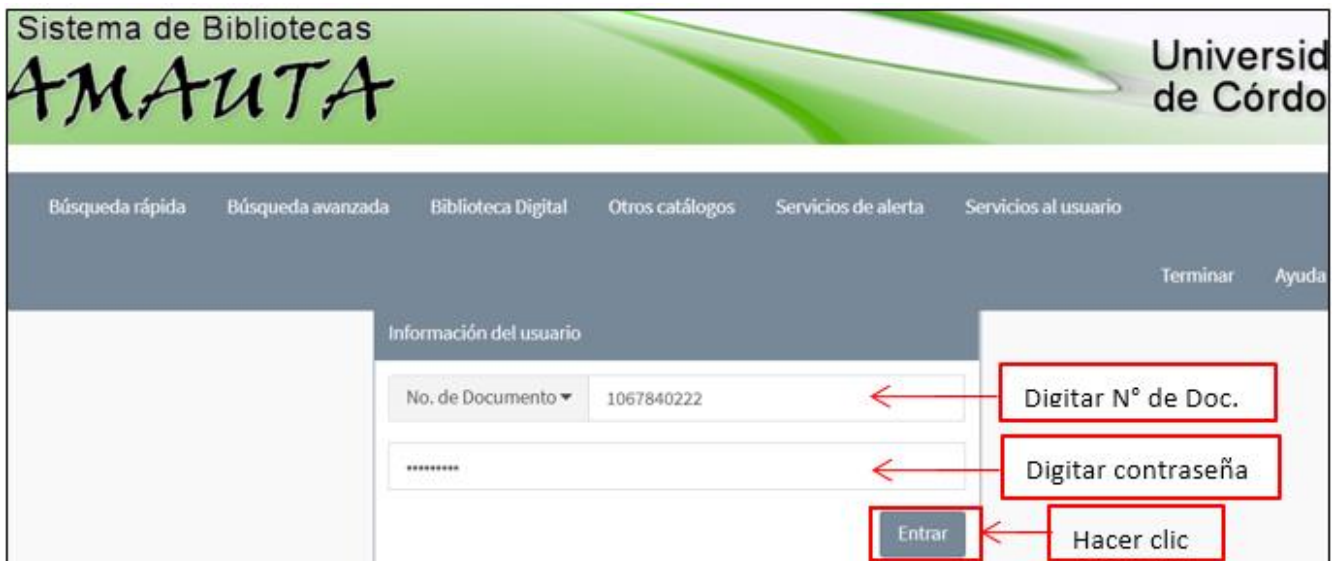 Sistema de Bibliotecas
AMAUTA
Universid
de Córdo
Búsqueda rápida Búsqueda avanzada Biblioteca Digital Otros catálogos Servicios de alerta Servicios al usuario
Terminar Ayuda
Información del usuario
No. de Documento 1067840222
Digitar N° de Doc.
•••••••••
Digitar contraseña
Entrar
Hacer clic